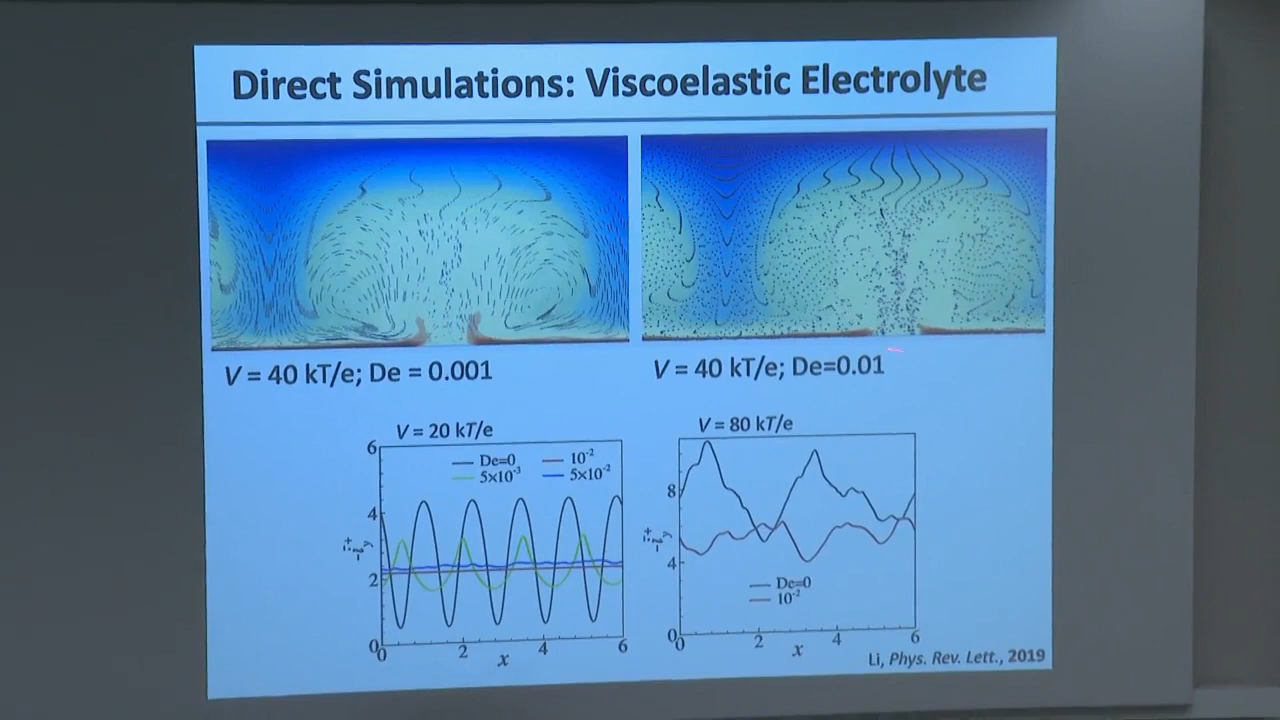 Direct Simulations: Viscoelastic Electrolyte
V = 40 kT/e; De = 0.001
V = 40 kT/e; De=0.01
V = 20 kT/e
De=0
10⁻²
5×10⁻³
5×10⁻²
6
4
2
0
0
2
4
6
x
V = 80 kT/e
8
4
0
De=0
10⁻²
0
2
4
6
x
Li, Phys. Rev. Lett., 2019